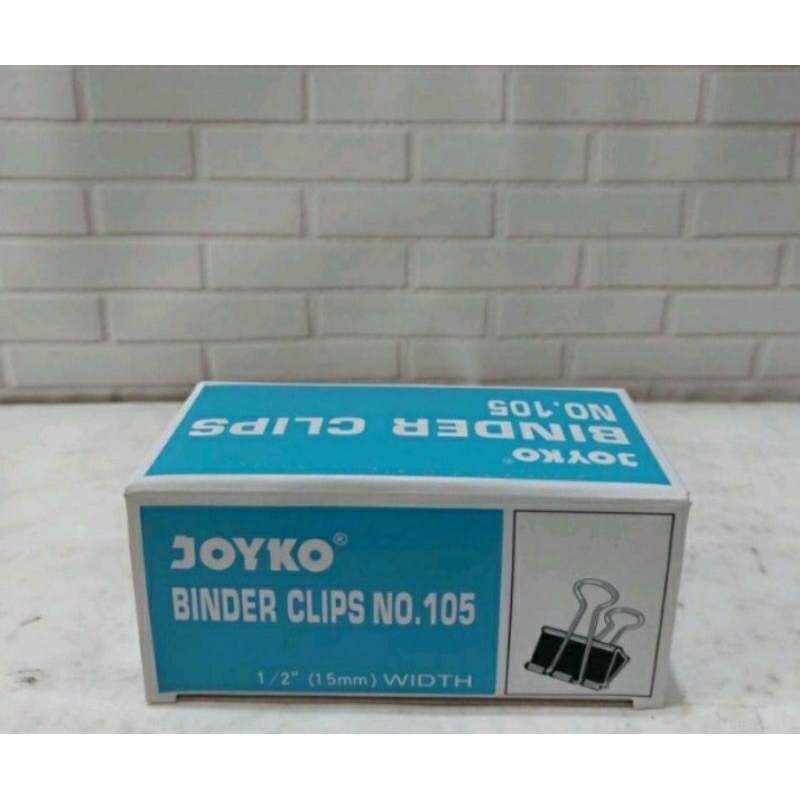 JOYKO®
BINDER CLIPS
NO.105
JOYKO®
BINDER CLIPS NO.105
1/2" (15mm) WIDTH